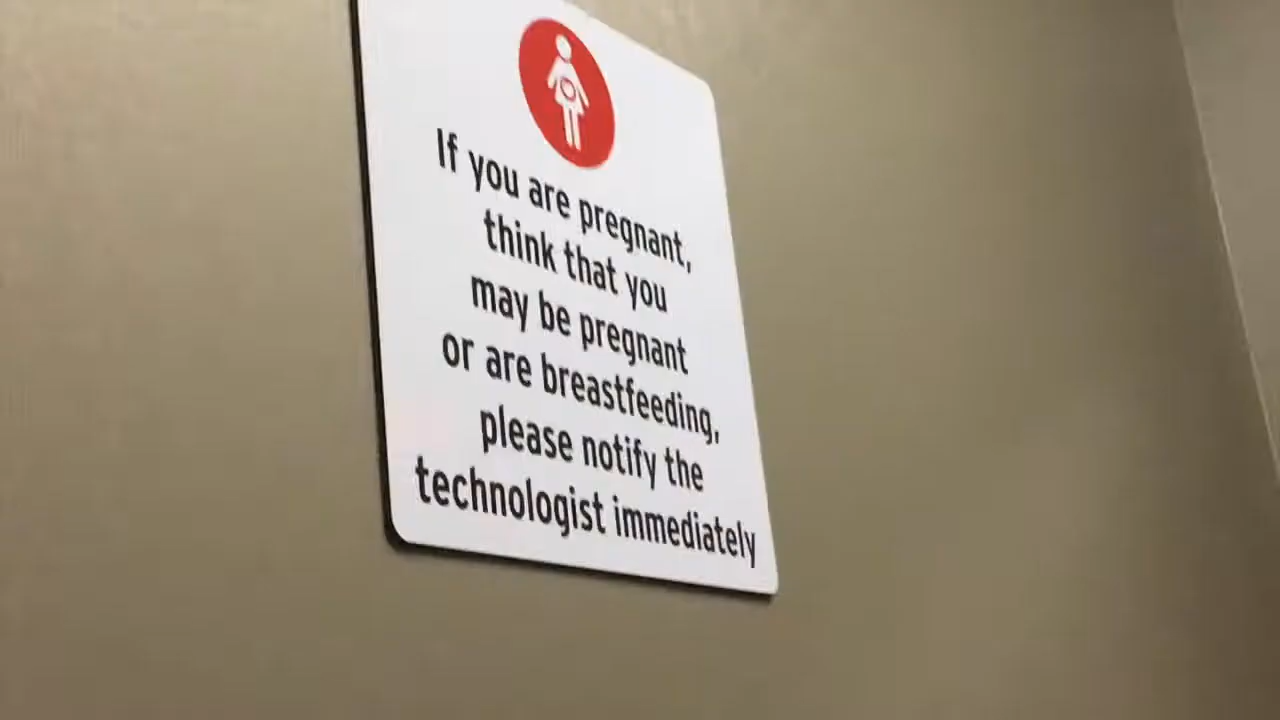 If you are pregnant,
think that you
may be pregnant
or are breastfeeding,
please notify the
technologist immediately